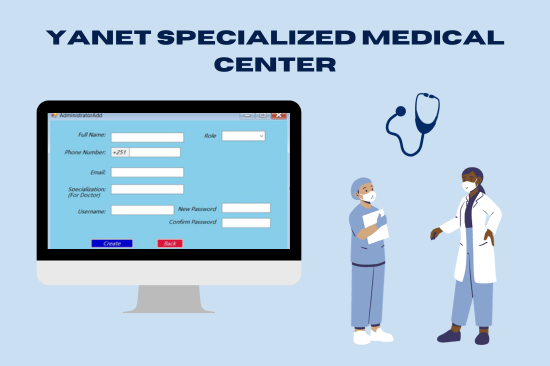 YANET SPECIALIZED MEDICAL
CENTER
AdministratorAdd
Full Name:
Role
Phone Number:
+251
Email:
Specialization:
(For Doctor)
Username:
New Password
Confirm Password
Create
Back